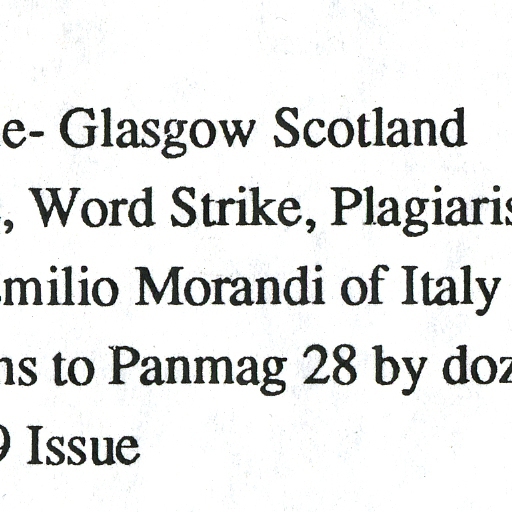 e- Glasgow Scotland
, Word Strike, Plagiaris
milio Morandi of Italy
ns to Panmag 28 by doz
9 Issue